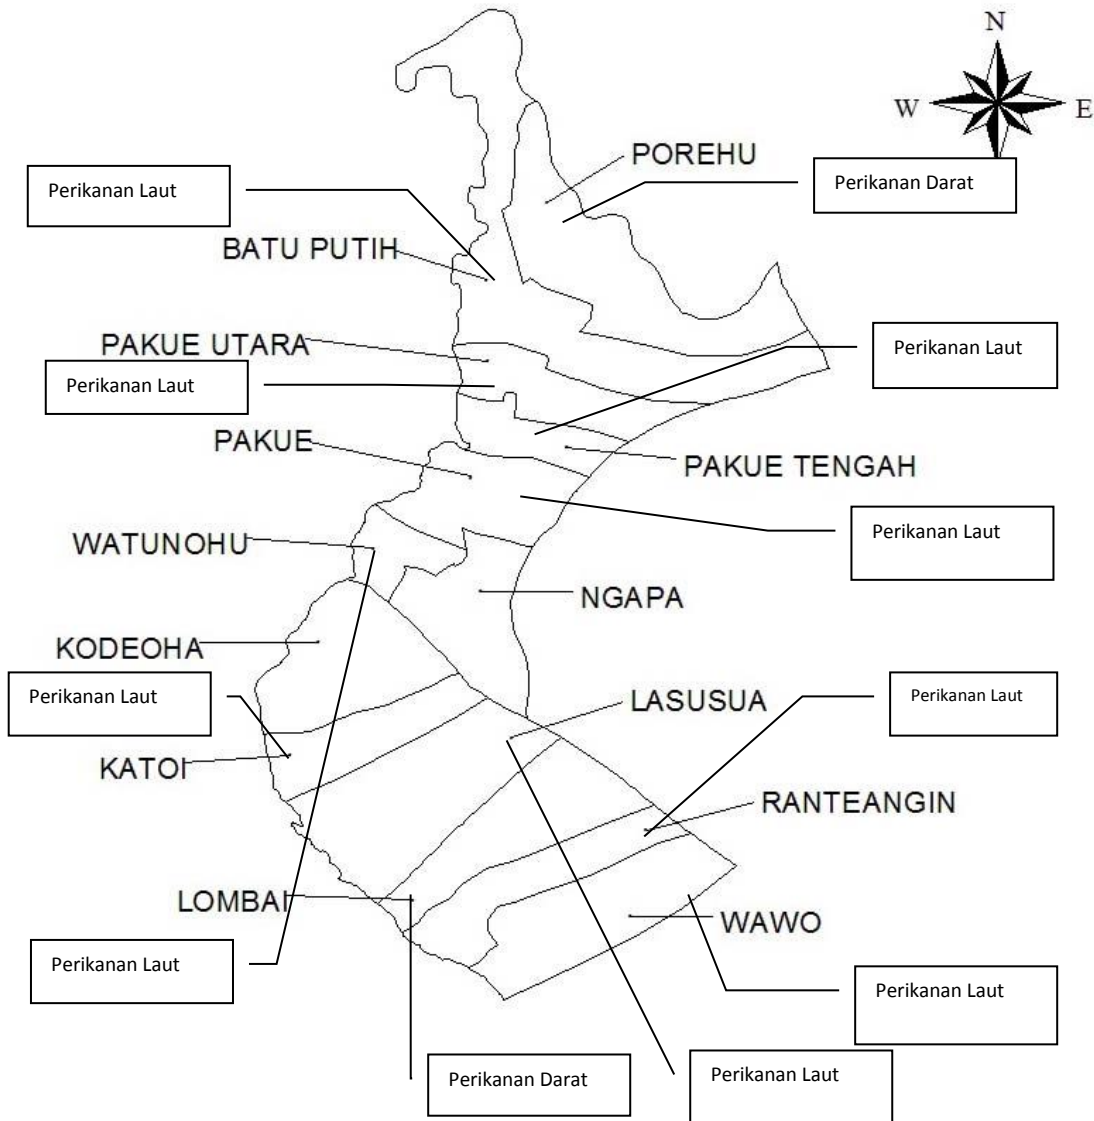 N
W
E
POREHU
Perikanan Laut
Perikanan Darat
BATU PUTIH
PAKUE UTARA
Perikanan Laut
Perikanan Laut
PAKUE
PAKUE TENGAH
Perikanan Laut
WATUNOHU
NGAPA
KODEOHA
Perikanan Laut
LASUSUA
Perikanan Laut
KATOI
RANTEANGIN
LOMBAI
WAWO
Perikanan Laut
Perikanan Laut
Perikanan Darat
Perikanan Laut